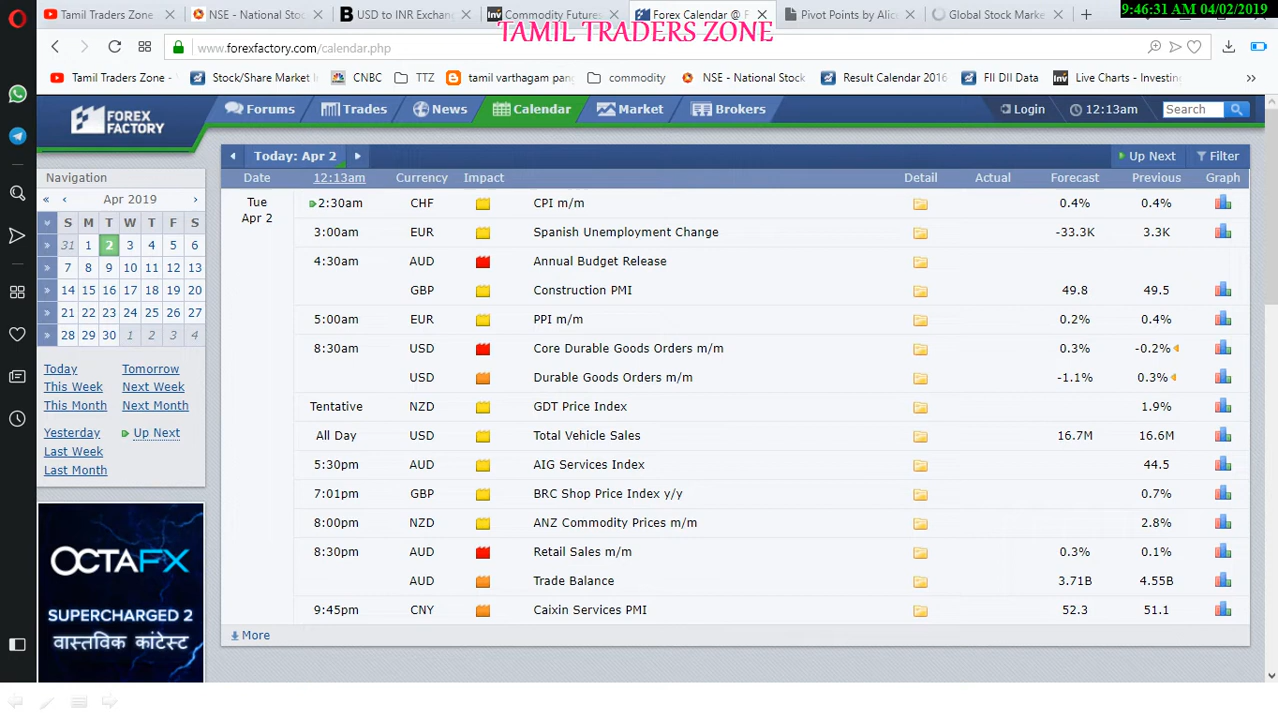 Tamil Traders Zone
NSE - National Stoc
USD to INR Exchan
Commodity Futures
Forex Calendar @ F
Pivot Points by Alic
Global Stock Marke
9:46:31 AM 04/02/2019
TAMIL TRADERS ZONE
www.forexfactory.com/calendar.php
Tamil Traders Zone -
Stock/Share Market I
CNBC
TTZ
tamil varthagam pan
commodity
NSE - National Stock
Result Calendar 2016
FII DII Data
Live Charts - Investin
FOREX FACTORY
Forums
Trades
News
Calendar
Market
Brokers
Login
12:13am
Search
Navigation
« ‹ Apr 2019 ›
S M T W T F S
31 1 2 3 4 5 6
7 8 9 10 11 12 13
14 15 16 17 18 19 20
21 22 23 24 25 26 27
28 29 30 1 2 3 4
Today Tomorrow
This Week Next Week
This Month Next Month
Yesterday Up Next
Last Week
Last Month
OCTAFX
SUPERCHARGED 2
वास्तविक कांटेस्ट
Today: Apr 2 Up Next Filter
Date 12:13am Currency Impact Detail Actual Forecast Previous Graph
Tue
Apr 2
2:30am CHF CPI m/m 0.4% 0.4%
3:00am EUR Spanish Unemployment Change -33.3K 3.3K
4:30am AUD Annual Budget Release
GBP Construction PMI 49.8 49.5
5:00am EUR PPI m/m 0.2% 0.4%
8:30am USD Core Durable Goods Orders m/m 0.3% -0.2%
USD Durable Goods Orders m/m -1.1% 0.3%
Tentative NZD GDT Price Index 1.9%
All Day USD Total Vehicle Sales 16.7M 16.6M
5:30pm AUD AIG Services Index 44.5
7:01pm GBP BRC Shop Price Index y/y 0.7%
8:00pm NZD ANZ Commodity Prices m/m 2.8%
8:30pm AUD Retail Sales m/m 0.3% 0.1%
AUD Trade Balance 3.71B 4.55B
9:45pm CNY Caixin Services PMI 52.3 51.1
More